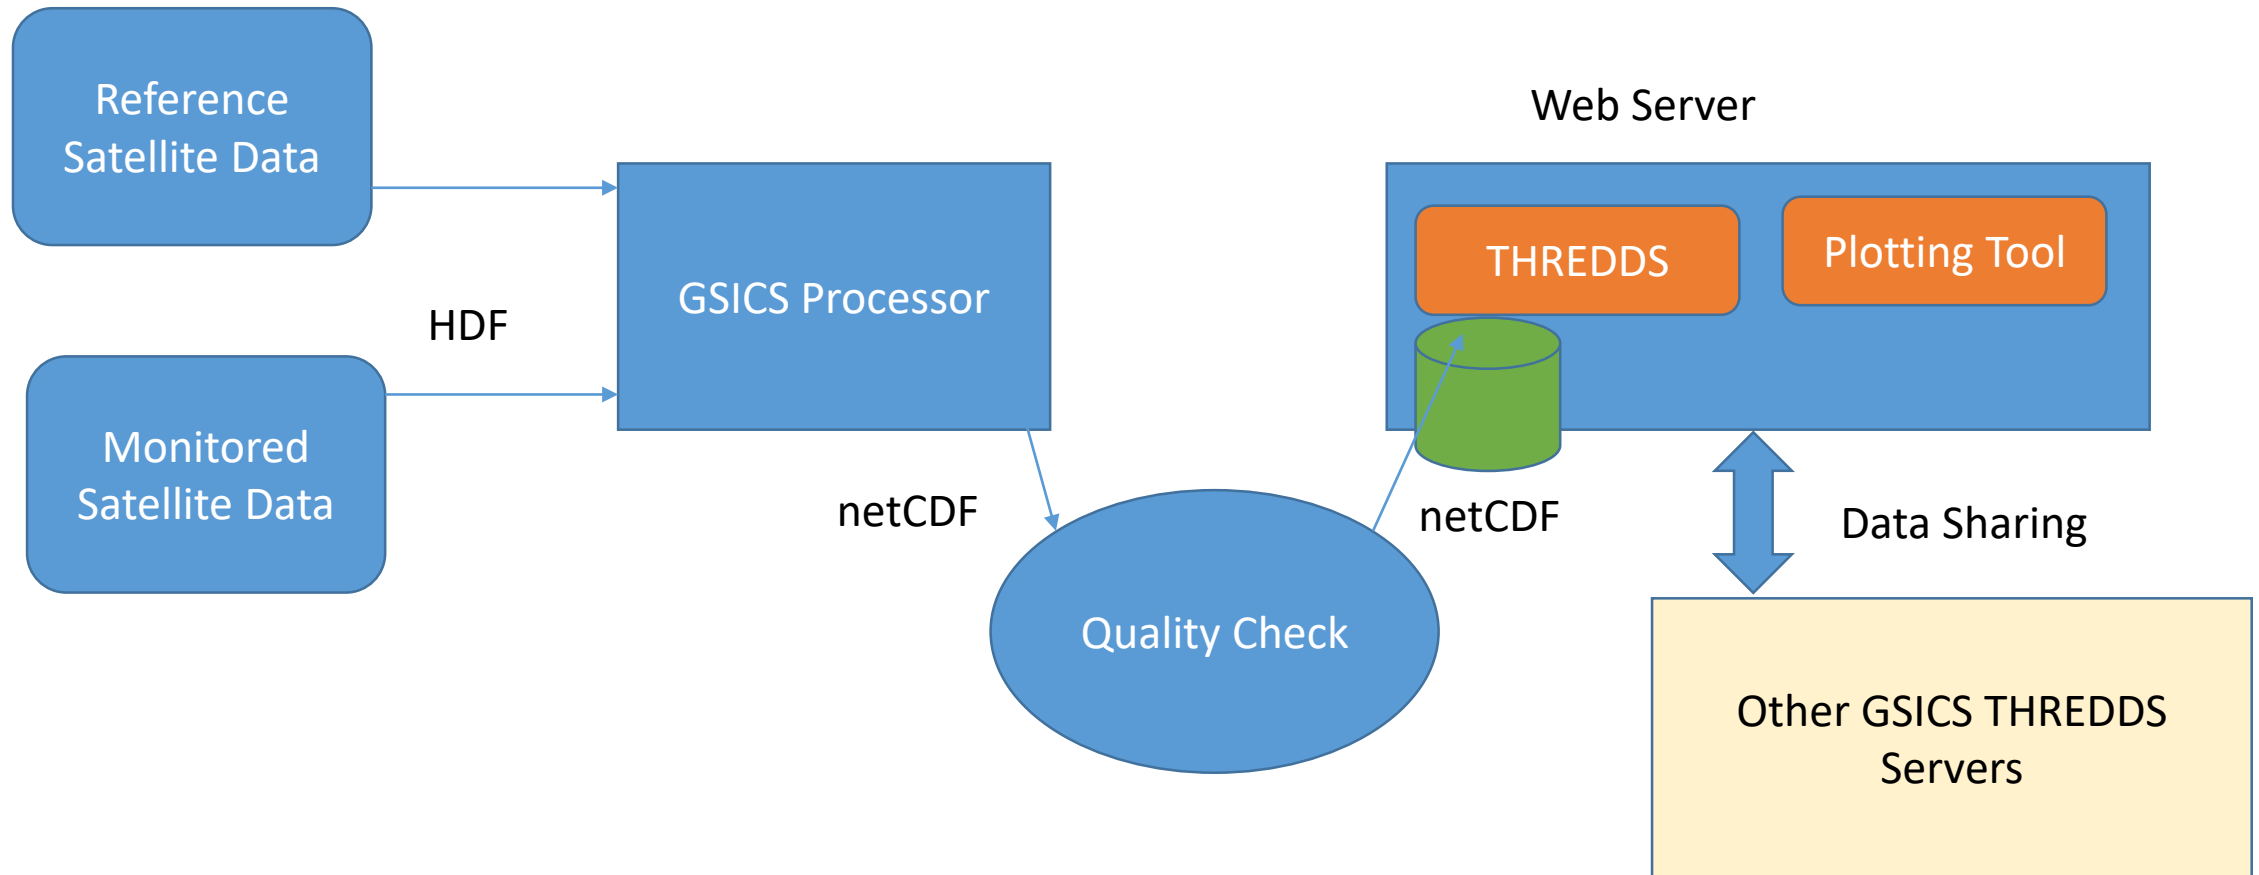 Reference
Satellite Data
HDF
Monitored
Satellite Data
GSICS Processor
netCDF
Quality Check
netCDF
Web Server
THREDDS
Plotting Tool
Data Sharing
Other GSICS THREDDS
Servers